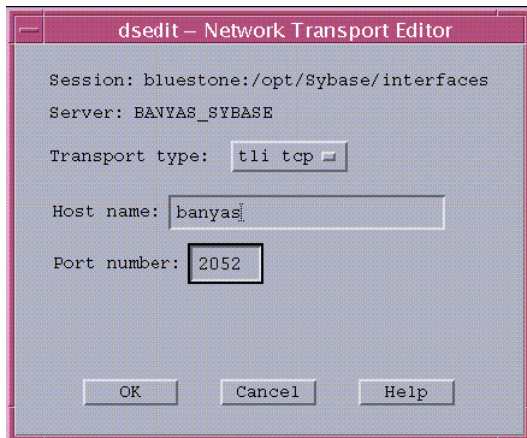 dsedit – Network Transport Editor
Session: bluestone:/opt/Sybase/interfaces
Server: BANYAS_SYBASE
Transport type: tli tcp
Host name: banyas
Port number: 2052
OK Cancel Help